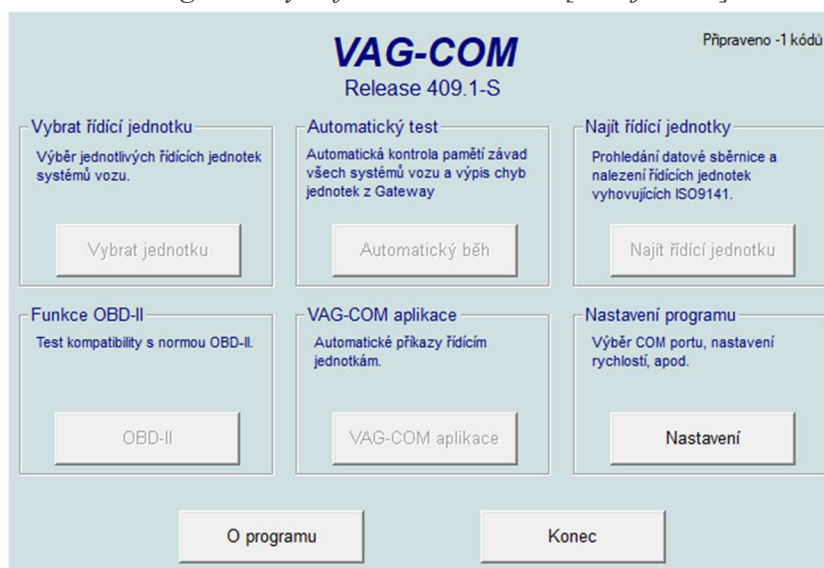 VAG-COM
Release 409.1-S
Připraveno -1 kódů
Vybrat řídící jednotku
Výběr jednotlivých řídících jednotek
systémů vozu.
Vybrat jednotku
Automatický test
Automatická kontrola pamětí závad
všech systémů vozu a výpis chyb
jednotek z Gateway
Automatický běh
Najít řídící jednotky
Prohledání datové sběrnice a
nalezení řídících jednotek
vyhovujících ISO9141.
Najít řídící jednotku
Funkce OBD-II
Test kompatibility s normou OBD-II.
OBD-II
VAG-COM aplikace
Automatické příkazy řídícím
jednotkám.
VAG-COM aplikace
Nastavení programu
Výběr COM portu, nastavení
rychlostí, apod.
Nastavení
O programu
Konec